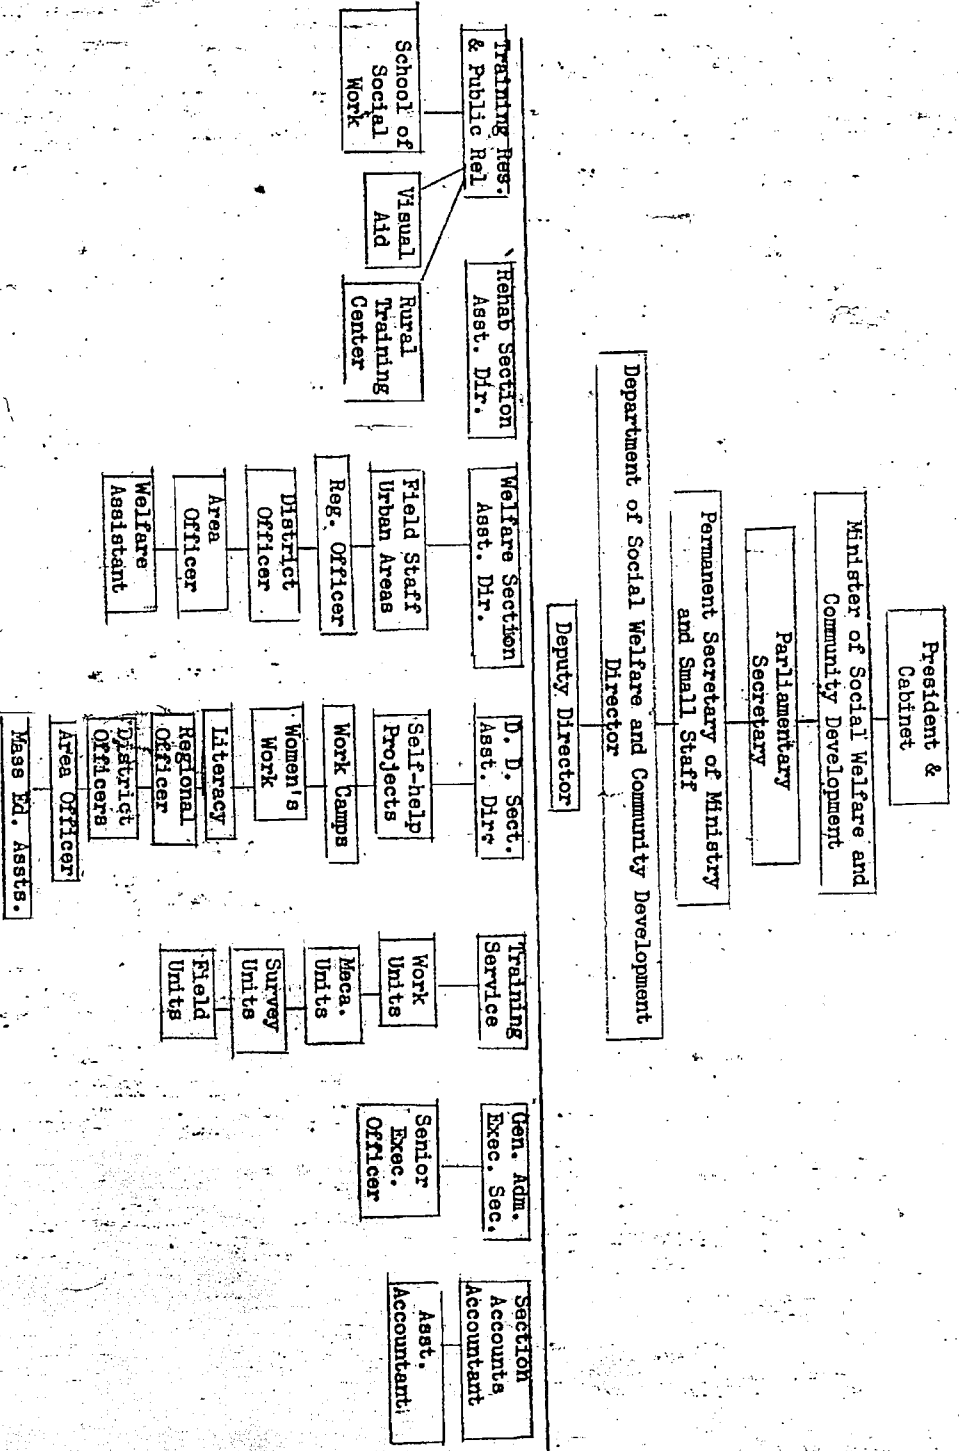 President &
Cabinet
Minister of Social Welfare and
Community Development
Parliamentary
Secretary
Permanent Secretary of Ministry
and Small Staff
Department of Social Welfare and Community Development
Director
Deputy Director
Training Res.
& Public Rel
School of
Social
Work
Visual
Aid
Rural
Training
Center
Rehab Section
Asst. Dir.
Welfare Section
Asst. Dir.
Field Staff
Urban Areas
Reg. Officer
District
Officer
Area
Officer
Welfare
Assistant
D. D. Sect.
Asst. Dir.
Self-help
Projects
Work Camps
Women's
Work
Literacy
Regional
Officer
District
Officers
Area Officer
Mass Ed. Assts.
Training
Service
Work
Units
Meca.
Units
Survey
Units
Field
Units
Gen. Adm.
Exec. Sec.
Senior
Exec.
Officer
Section
Accounts
Accountant
Asst.
Accountant